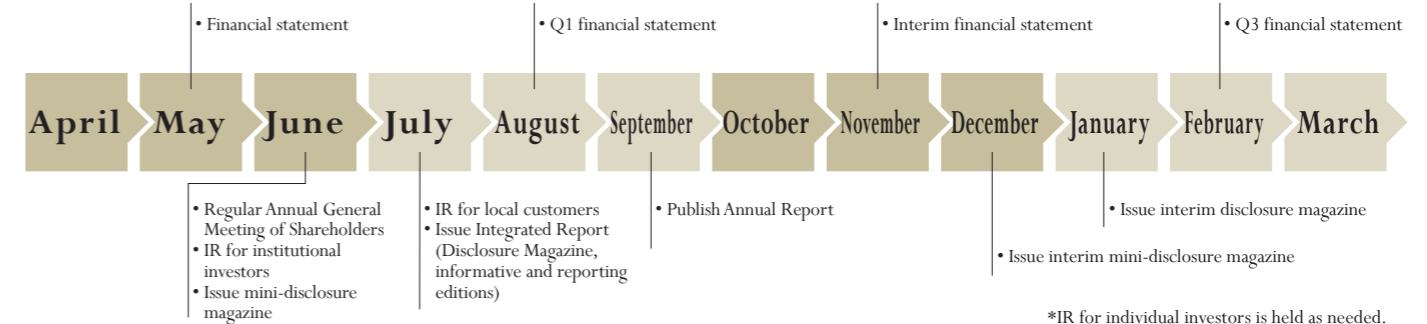 • Financial statement
• Q1 financial statement
• Interim financial statement
• Q3 financial statement
April May June July August September October November December January February March
• Regular Annual General
Meeting of Shareholders
• IR for institutional
investors
• Issue mini-disclosure
magazine
• IR for local customers
• Issue Integrated Report
(Disclosure Magazine,
informative and reporting
editions)
• Publish Annual Report
• Issue interim mini-disclosure magazine
• Issue interim disclosure magazine
*IR for individual investors is held as needed.